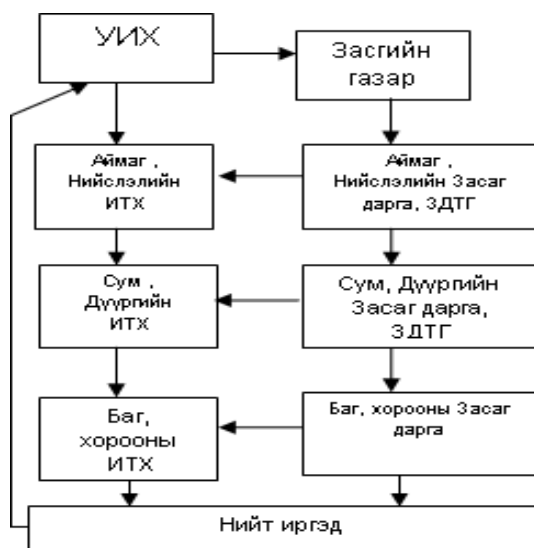 УИХ
Засгийн
газар
Аймаг ,
Нийслэлийн
ИТХ
Аймаг ,
Нийслэлийн Засаг
дарга, ЗДТГ
Сум ,
Дүүргийн
ИТХ
Сум, Дүүргийн
Засаг дарга,
ЗДТГ
Баг,
хорооны
ИТХ
Баг, хорооны Засаг
дарга
Нийт иргэд